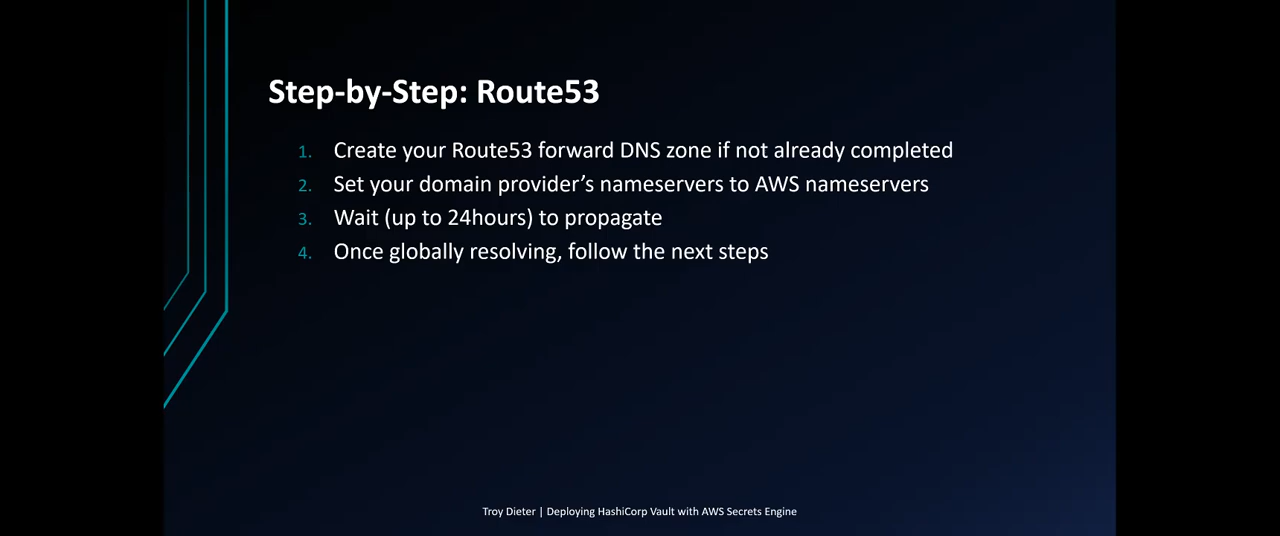 Step-by-Step: Route53
1. Create your Route53 forward DNS zone if not already completed
2. Set your domain provider’s nameservers to AWS nameservers
3. Wait (up to 24hours) to propagate
4. Once globally resolving, follow the next steps
Troy Dieter | Deploying HashiCorp Vault with AWS Secrets Engine